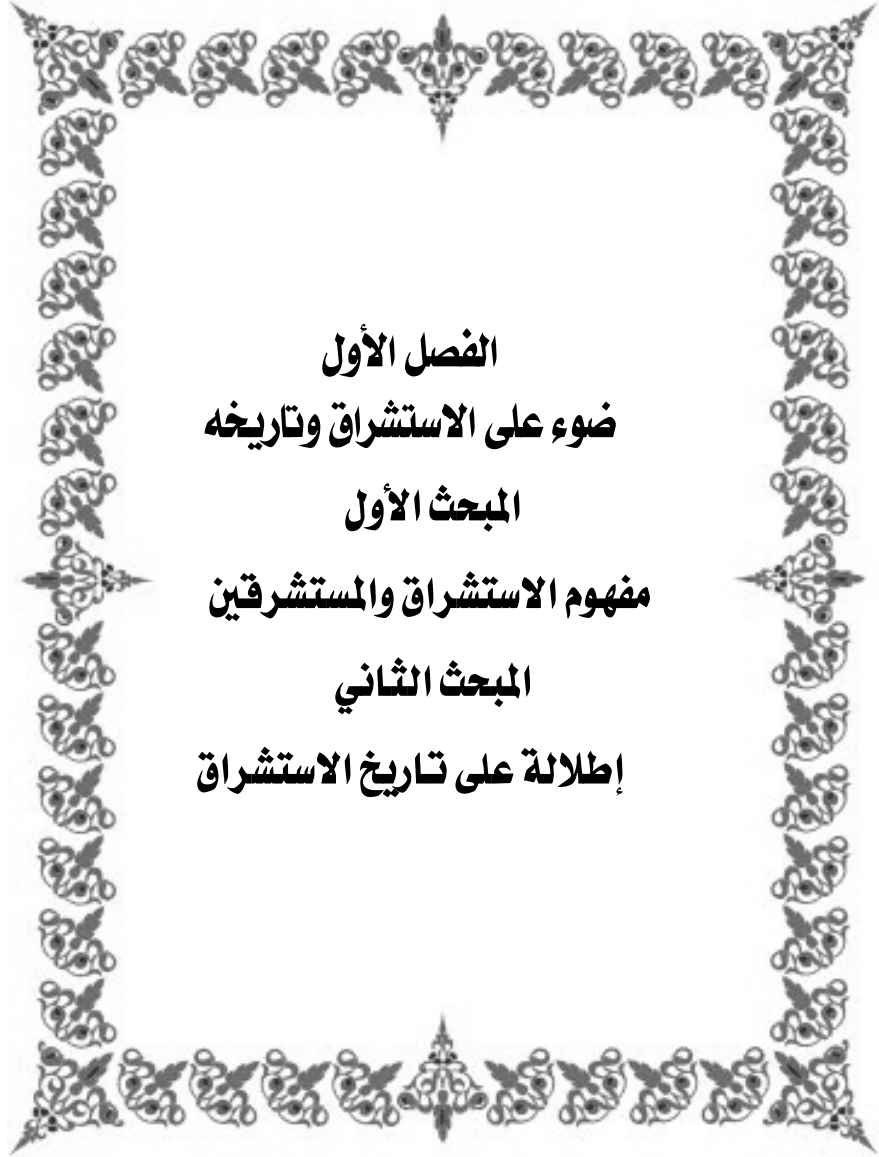 الفصل الأول
ضوء على الاستشراق وتاريخه
المبحث الأول
مفهوم الاستشراق والمستشرقين
المبحث الثاني
إطلالة على تاريخ الاستشراق